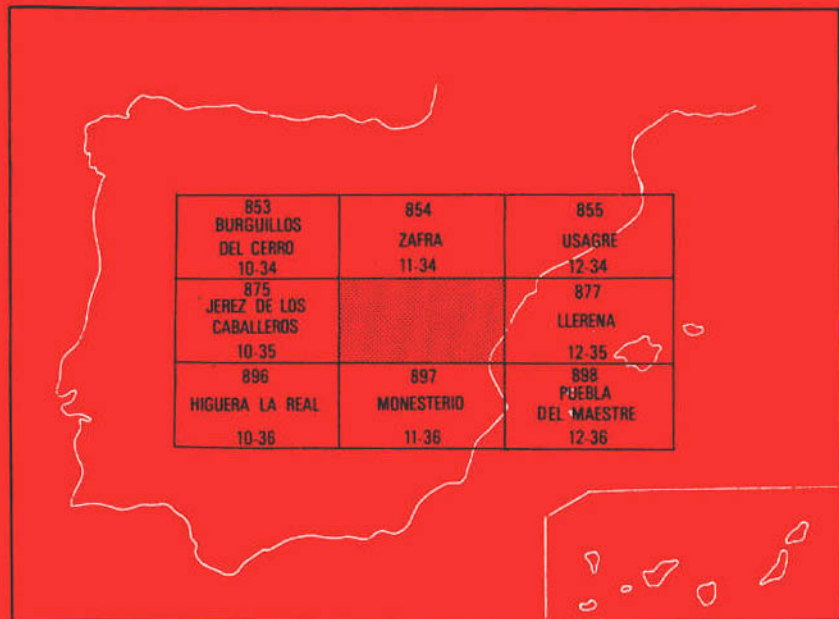 853
BURGUILLOS
DEL CERRO
10-34
854
ZAFRA
11-34
855
USAGRE
12-34
875
JEREZ DE LOS
CABALLEROS
10-35
877
LLERENA
12-35
896
HIGUERA LA REAL
10-36
897
MONESTERIO
11-36
898
PUEBLA
DEL MAESTRE
12-36